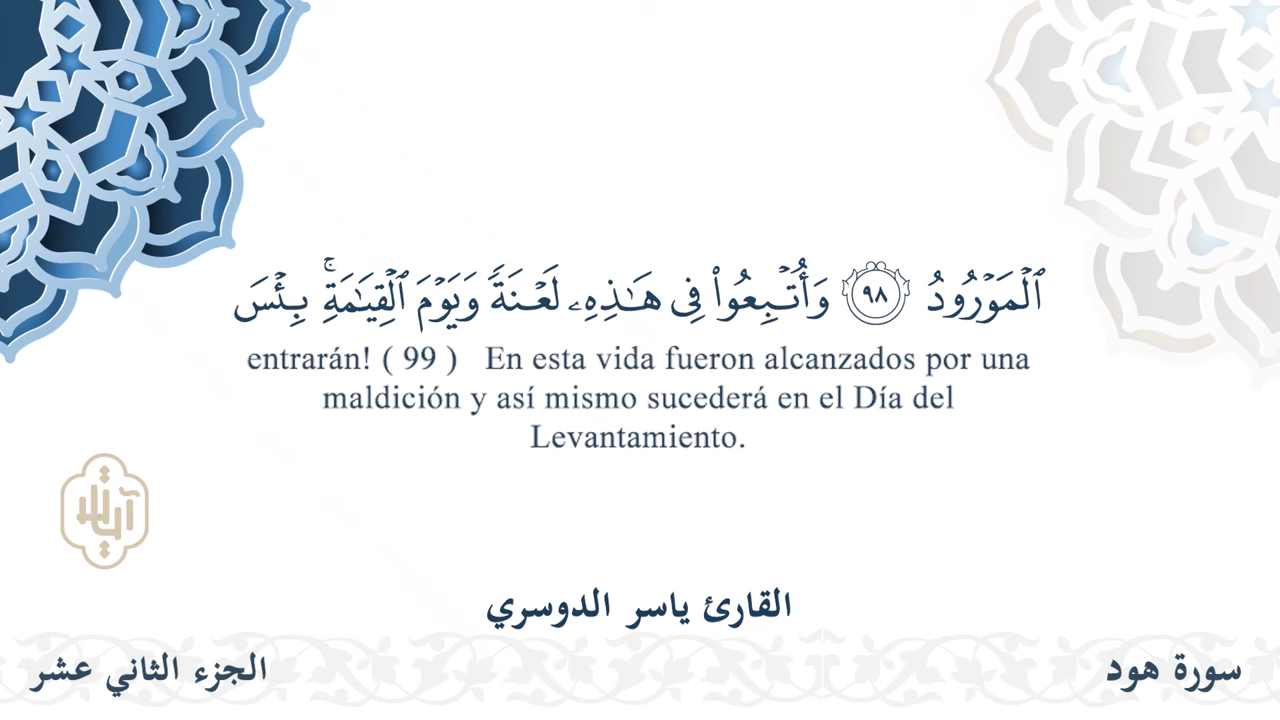 ٱلْمَوْرُودُ ٩٨ وَأُتْبِعُوا۟ فِى هَـٰذِهِۦ لَعْنَةً وَيَوْمَ ٱلْقِيَـٰمَةِ ۚ بِئْسَ
entrarán! ( 99 ) En esta vida fueron alcanzados por una
maldición y así mismo sucederá en el Día del
Levantamiento.
القارئ ياسر الدوسري
سورة هود
الجزء الثاني عشر